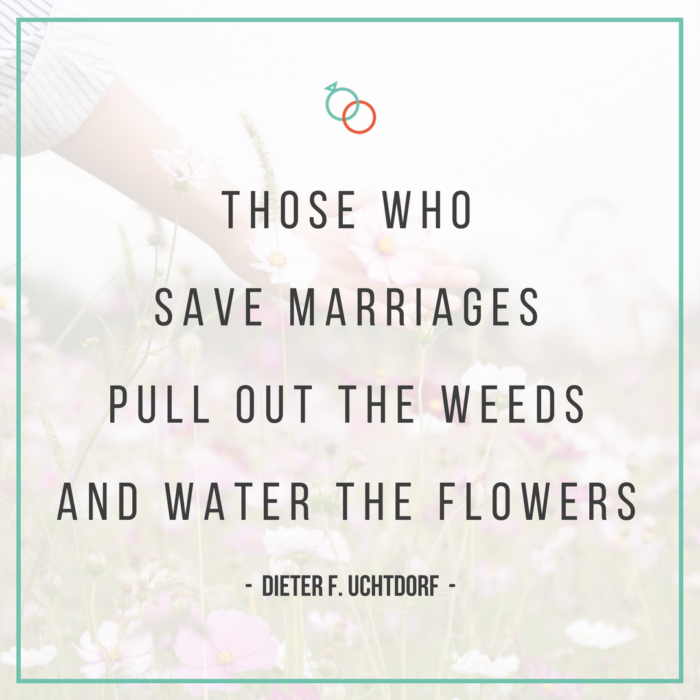 THOSE WHO
SAVE MARRIAGES
PULL OUT THE WEEDS
AND WATER THE FLOWERS
- DIETER F. UCHTDORF -